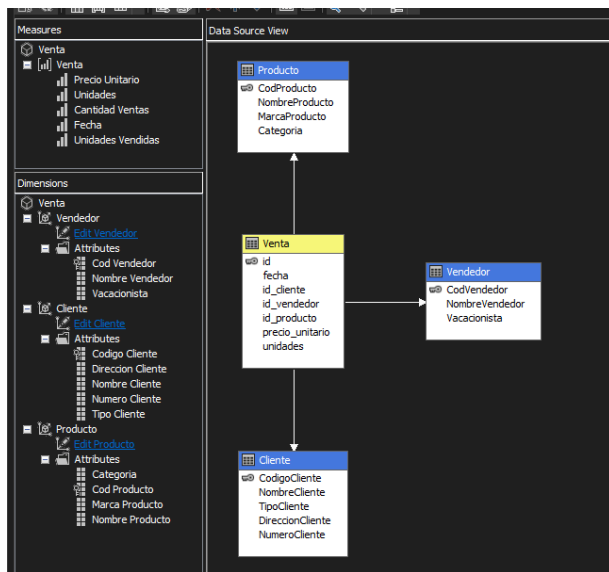 Measures
Venta
Venta
Precio Unitario
Unidades
Cantidad Ventas
Fecha
Unidades Vendidas
Dimensions
Venta
Vendedor
Edit Vendedor
Attributes
Cod Vendedor
Nombre Vendedor
Vacacionista
Cliente
Edit Cliente
Attributes
Codigo Cliente
Direccion Cliente
Nombre Cliente
Numero Cliente
Tipo Cliente
Producto
Edit Producto
Attributes
Categoria
Cod Producto
Marca Producto
Nombre Producto
Data Source View
Producto
CodProducto
NombreProducto
MarcaProducto
Categoria
Venta
id
fecha
id_cliente
id_vendedor
id_producto
precio_unitario
unidades
Vendedor
CodVendedor
NombreVendedor
Vacacionista
Cliente
CodigoCliente
NombreCliente
TipoCliente
DireccionCliente
NumeroCliente